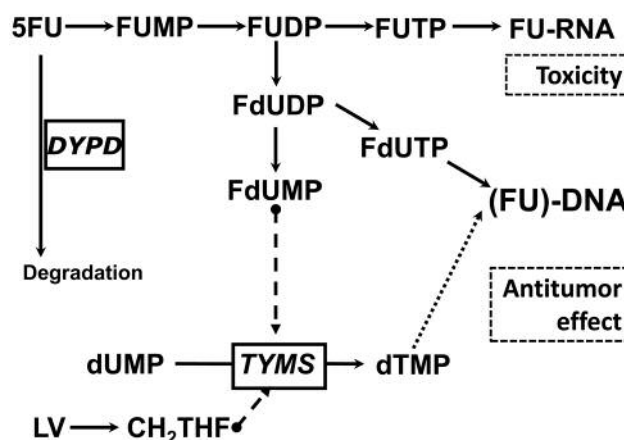 5FU FUMP FUDP FUTP FU-RNA
Toxicity
FdUDP
DYPD
FdUTP
FdUMP
(FU)-DNA
Degradation
Antitumor
effect
dUMP TYMS dTMP
LV CH₂THF